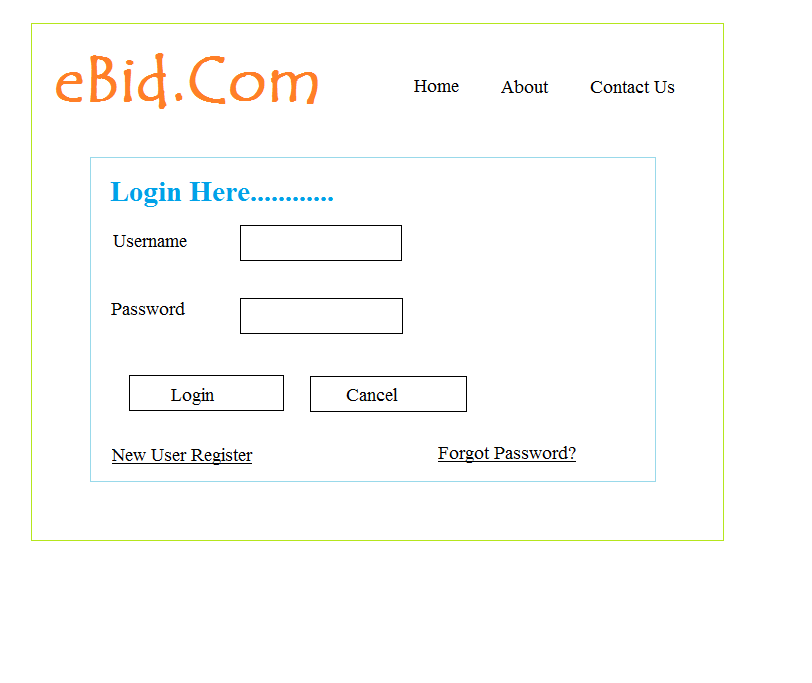 eBid.Com
Home About Contact Us
Login Here............
Username
Password
Login Cancel
New User Register Forgot Password?